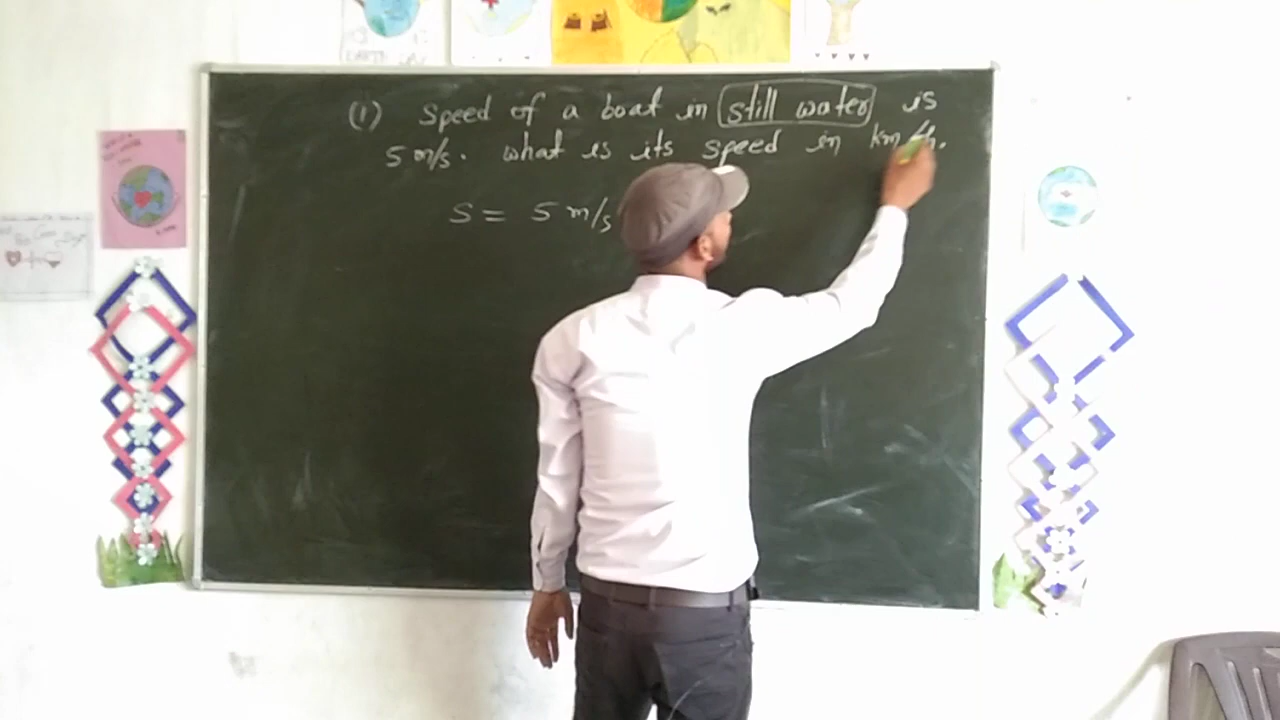 (1) Speed of a boat in still water is
5 m/s. what is its speed in km/h.
S = 5 m/s